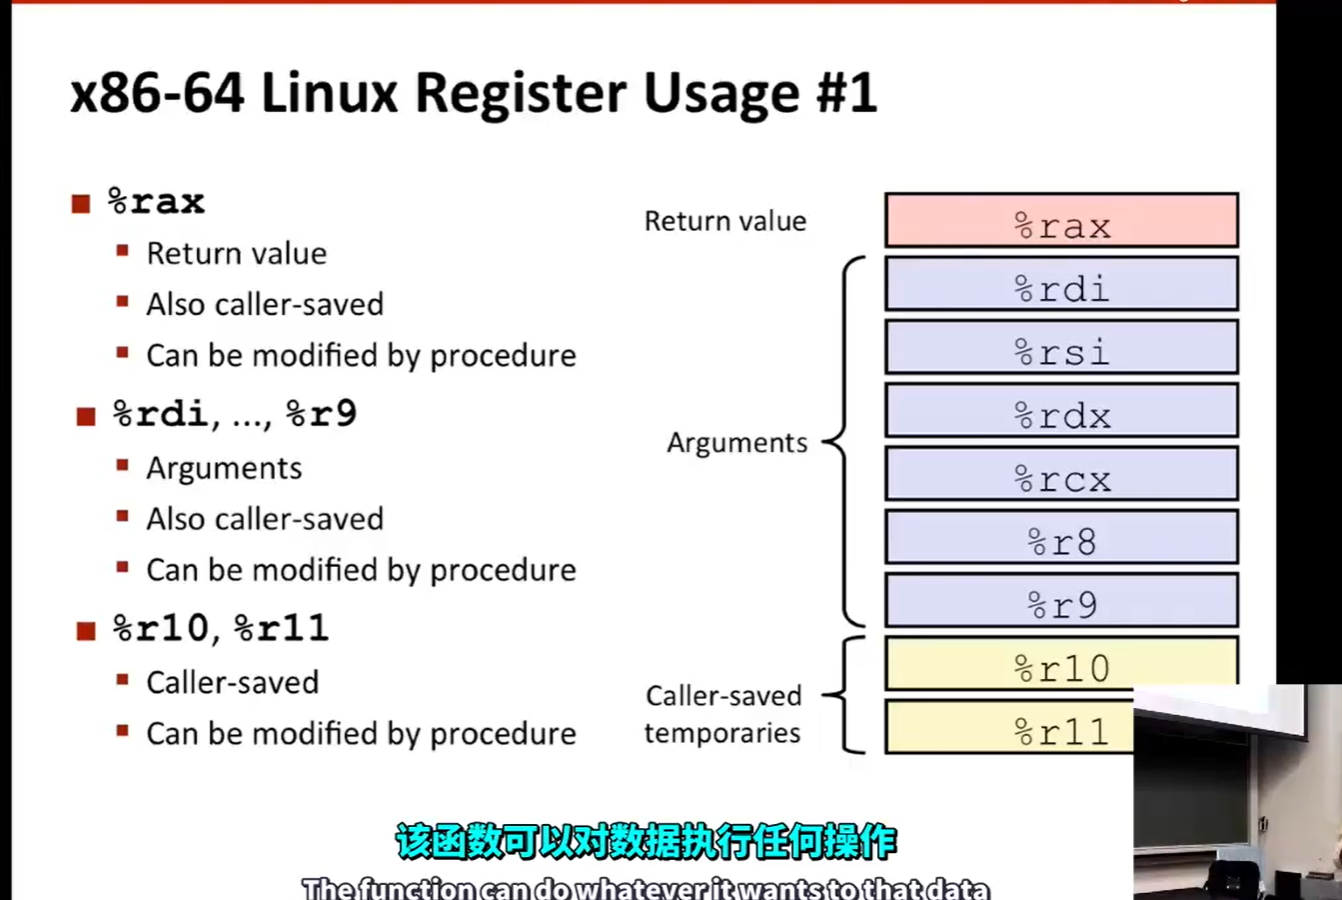 x86-64 Linux Register Usage #1
%rax
Return value
Also caller-saved
Can be modified by procedure
%rdi, ..., %r9
Arguments
Also caller-saved
Can be modified by procedure
%r10, %r11
Caller-saved
Can be modified by procedure
Return value
%rax
Arguments
%rdi
%rsi
%rdx
%rcx
%r8
%r9
Caller-saved
temporaries
%r10
%r11
该函数可以对数据执行任何操作
The function can do whatever it wants to that data